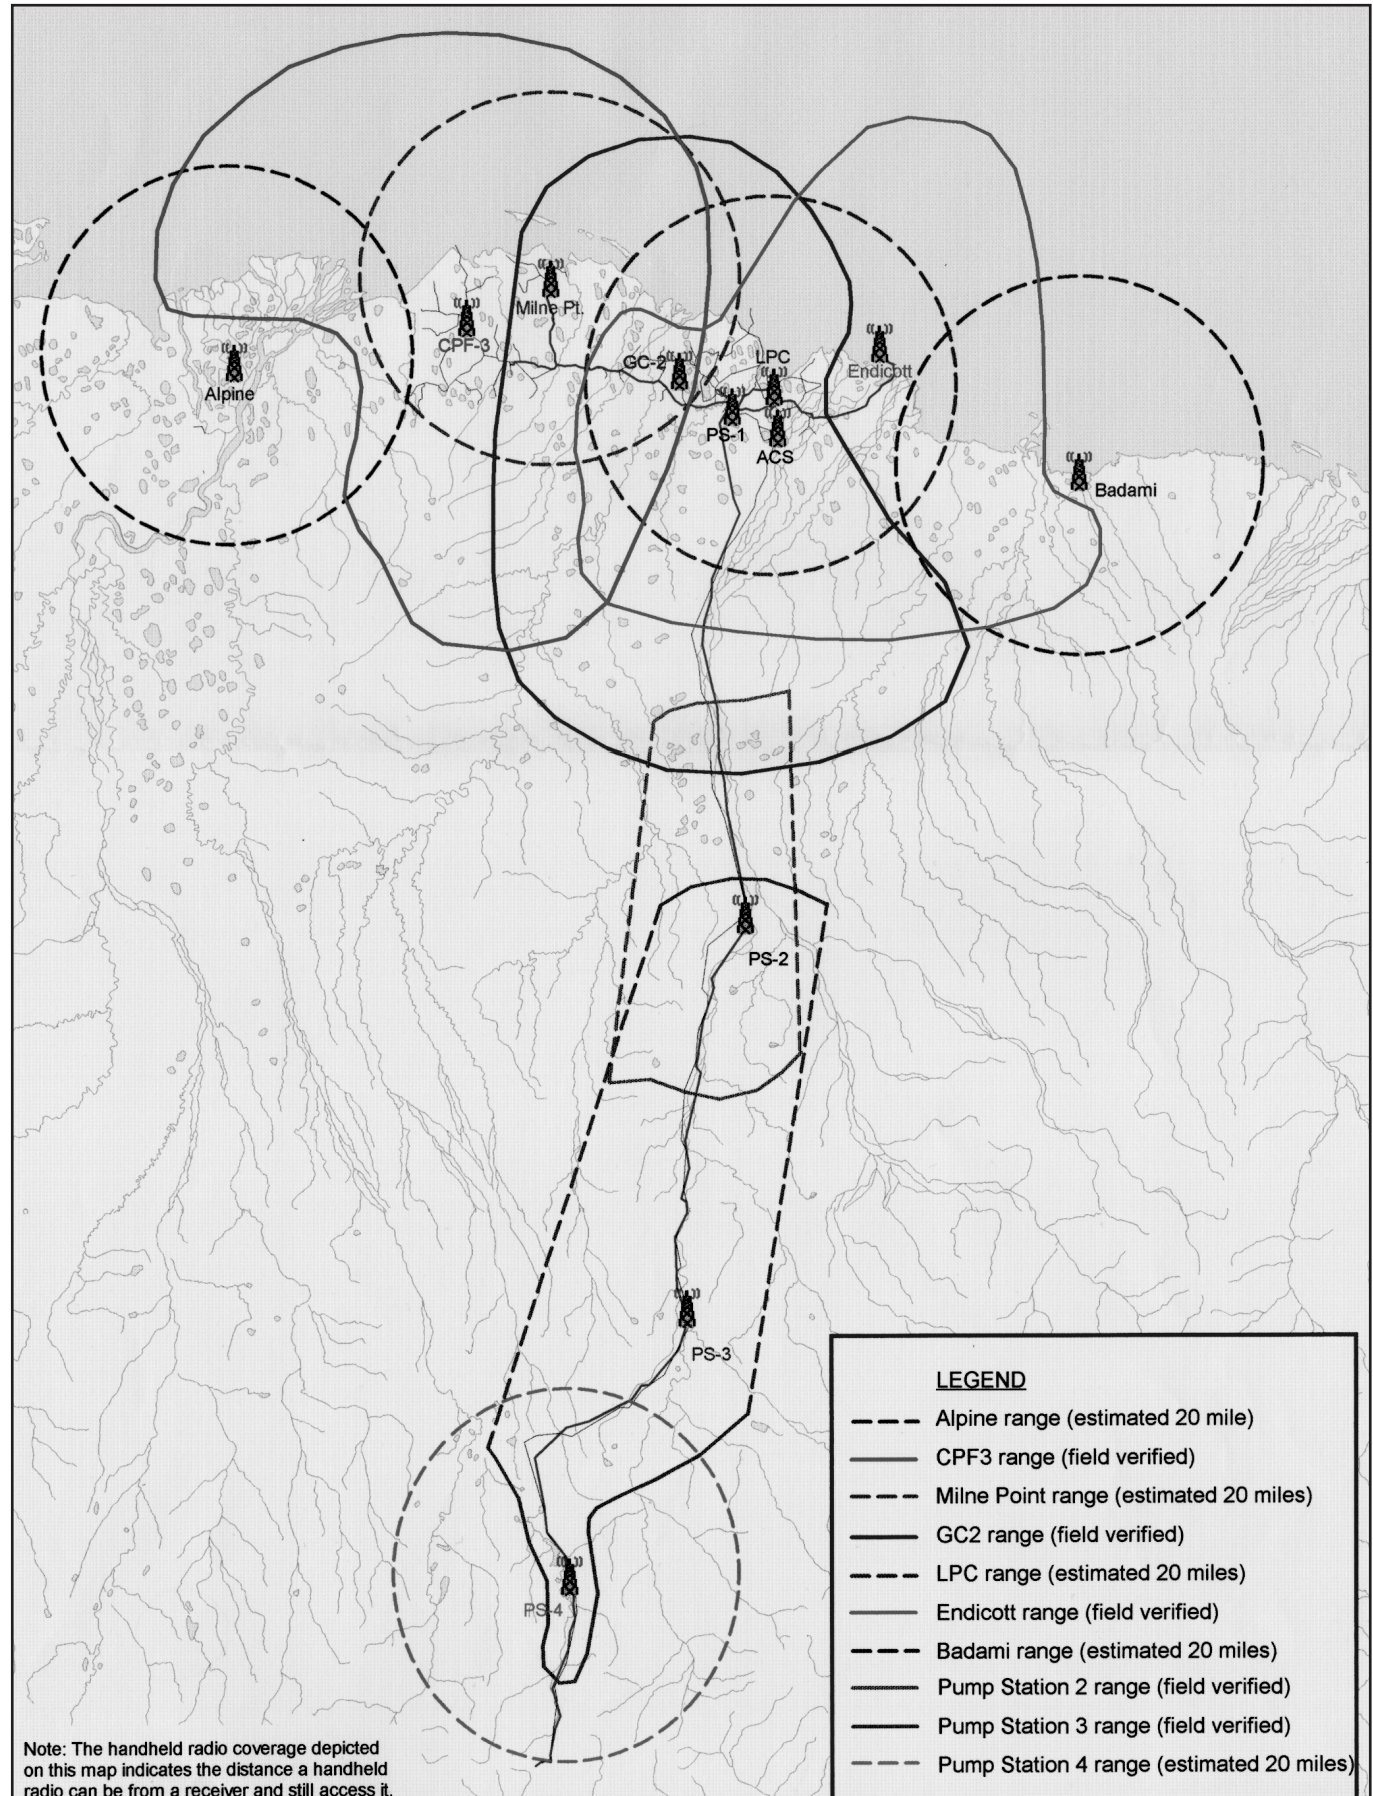 Milne Pt.
CPF-3
GC-2
LPC
Endicott
Alpine
PS-1
ACS
Badami
PS-2
PS-3
PS-4
LEGEND
Alpine range (estimated 20 mile)
CPF3 range (field verified)
Milne Point range (estimated 20 miles)
GC2 range (field verified)
LPC range (estimated 20 miles)
Endicott range (field verified)
Badami range (estimated 20 miles)
Pump Station 2 range (field verified)
Pump Station 3 range (field verified)
Pump Station 4 range (estimated 20 miles)
Note: The handheld radio coverage depicted
on this map indicates the distance a handheld
radio can be from a receiver and still access it.